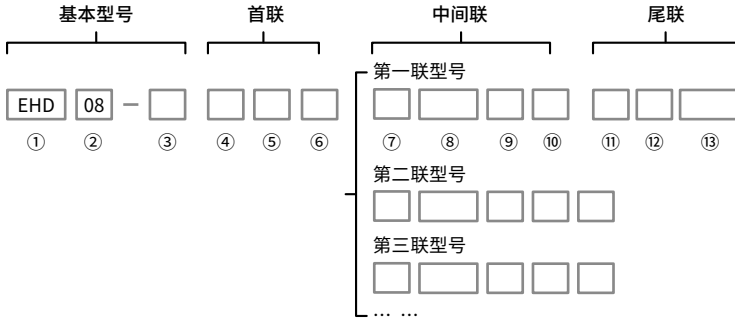 基本型号 首联 中间联 尾联
第一联型号
EHD 08 –
① ② ③ ④ ⑤ ⑥ ⑦ ⑧ ⑨ ⑩ ⑪ ⑫ ⑬
第二联型号
第三联型号
… …